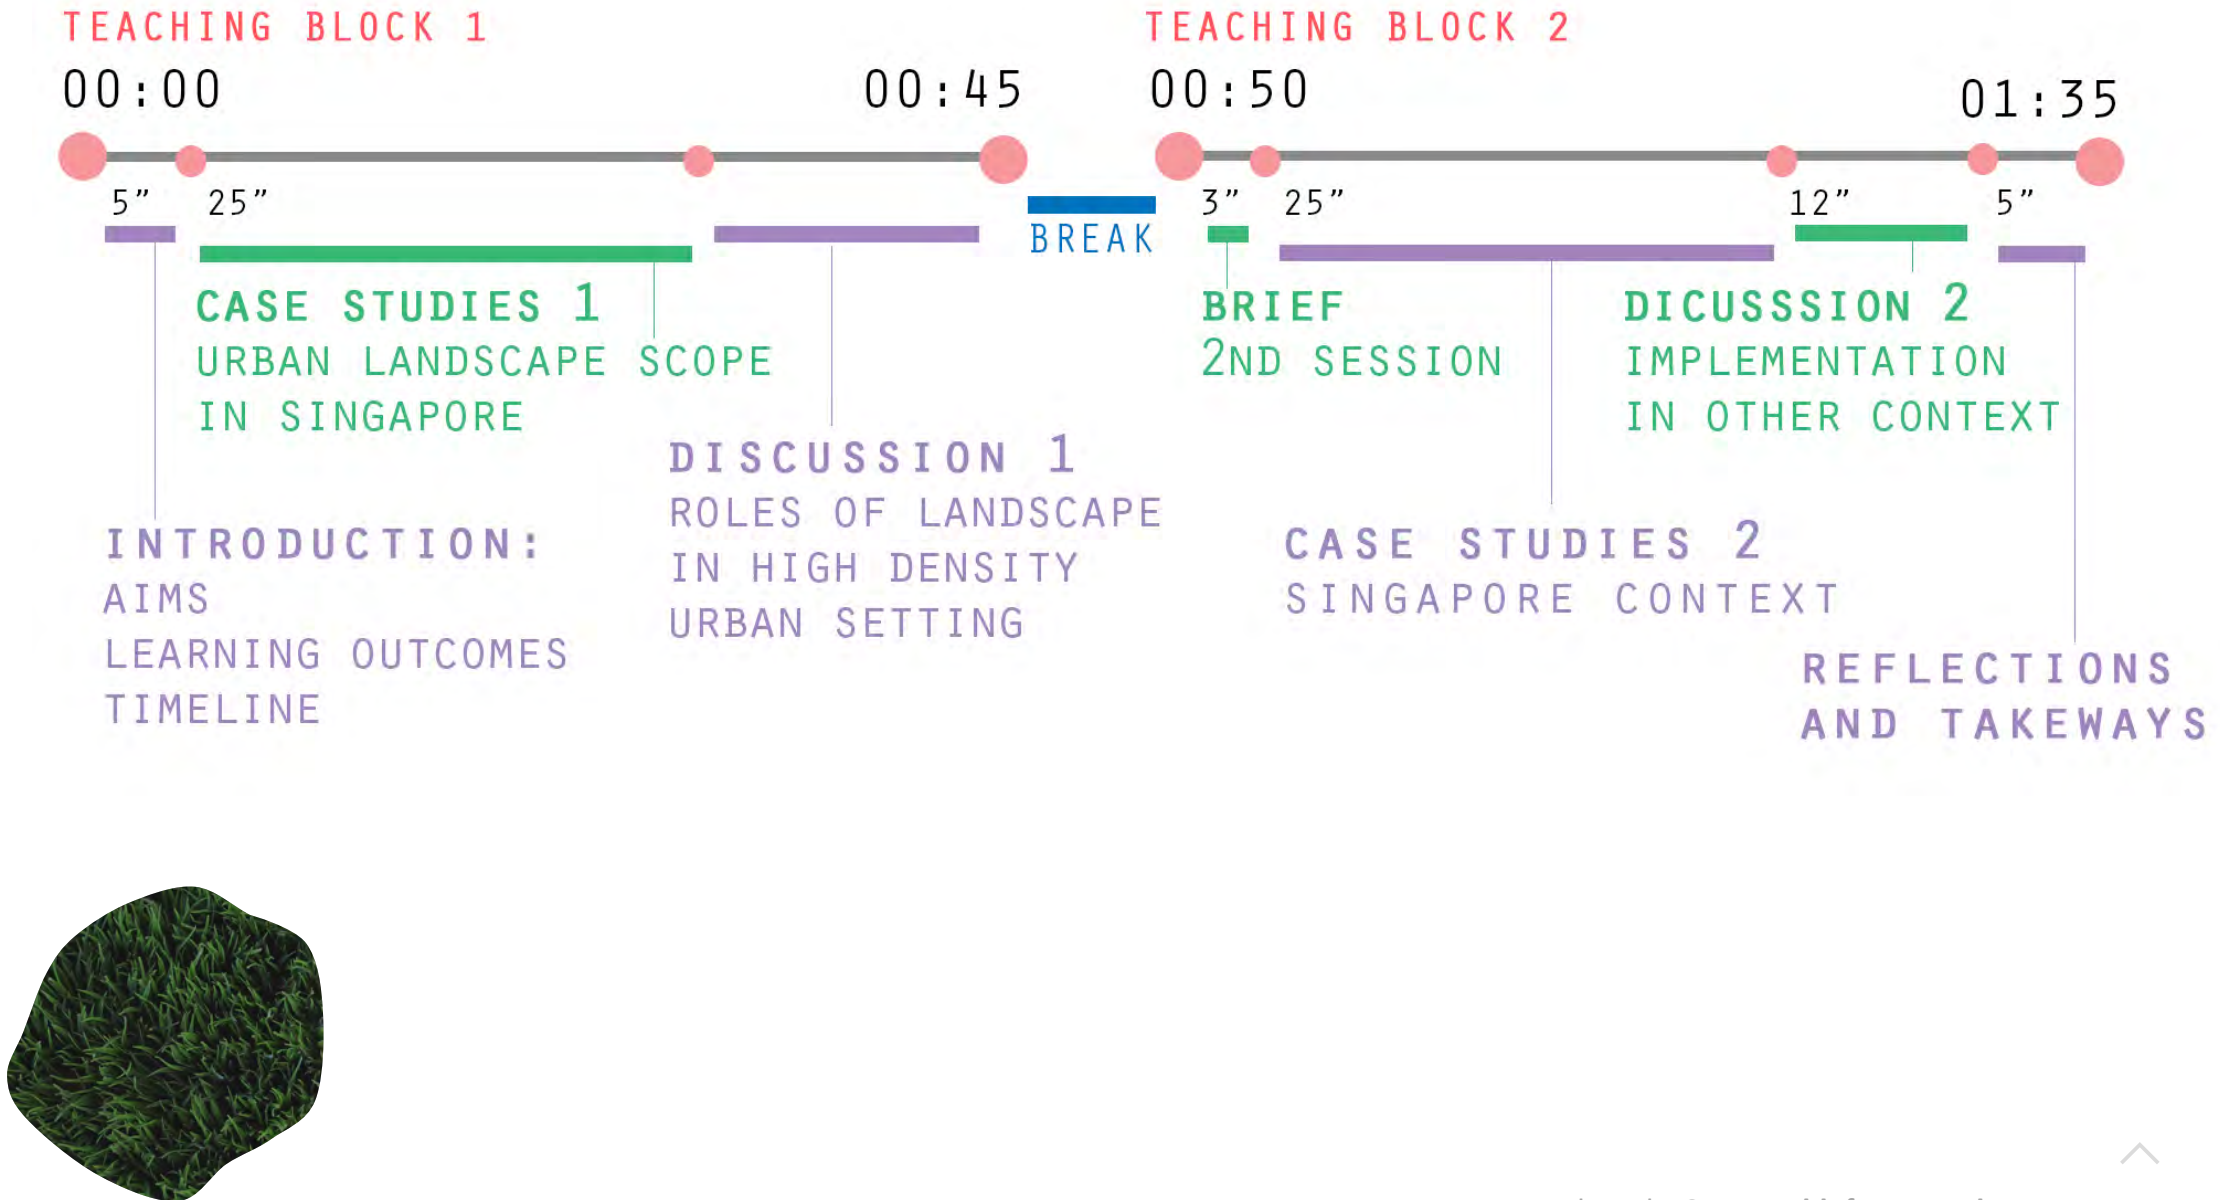 TEACHING BLOCK 1
00:00
00:45
5”
25”
CASE STUDIES 1
URBAN LANDSCAPE SCOPE
IN SINGAPORE
INTRODUCTION:
AIMS
LEARNING OUTCOMES
TIMELINE
DISCUSSION 1
ROLES OF LANDSCAPE
IN HIGH DENSITY
URBAN SETTING
BREAK
TEACHING BLOCK 2
00:50
01:35
3”
25”
12”
5”
BRIEF
2ND SESSION
DICUSSSION 2
IMPLEMENTATION
IN OTHER CONTEXT
CASE STUDIES 2
SINGAPORE CONTEXT
REFLECTIONS
AND TAKEWAYS